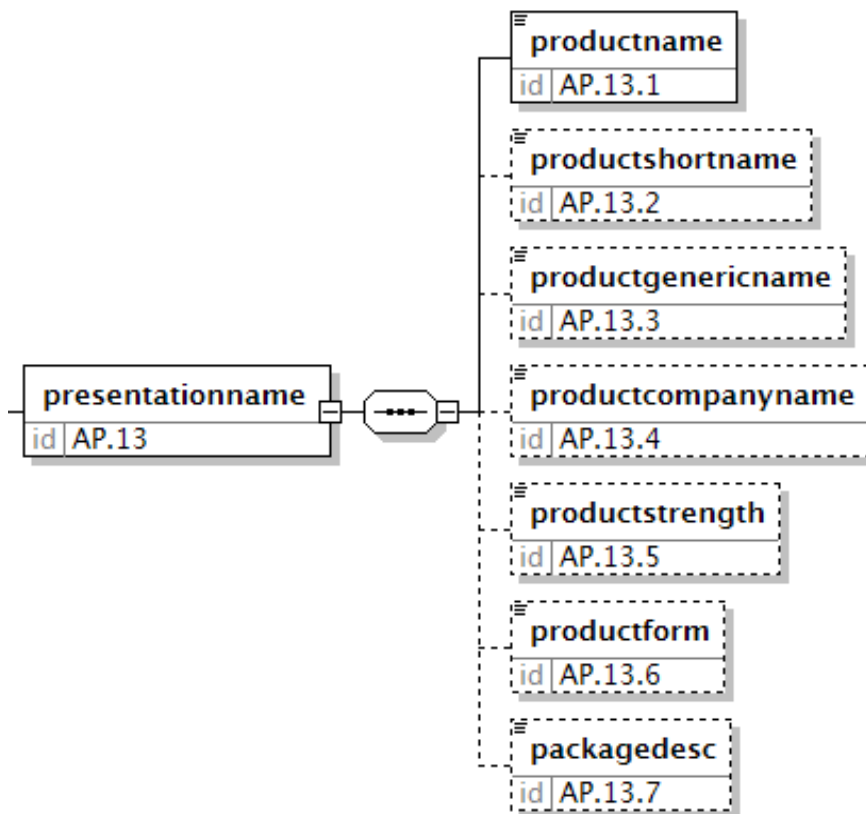 productname
id AP.13.1
productshortname
id AP.13.2
productgenericname
id AP.13.3
presentationname
id AP.13
productcompanyname
id AP.13.4
productstrength
id AP.13.5
productform
id AP.13.6
packagedesc
id AP.13.7